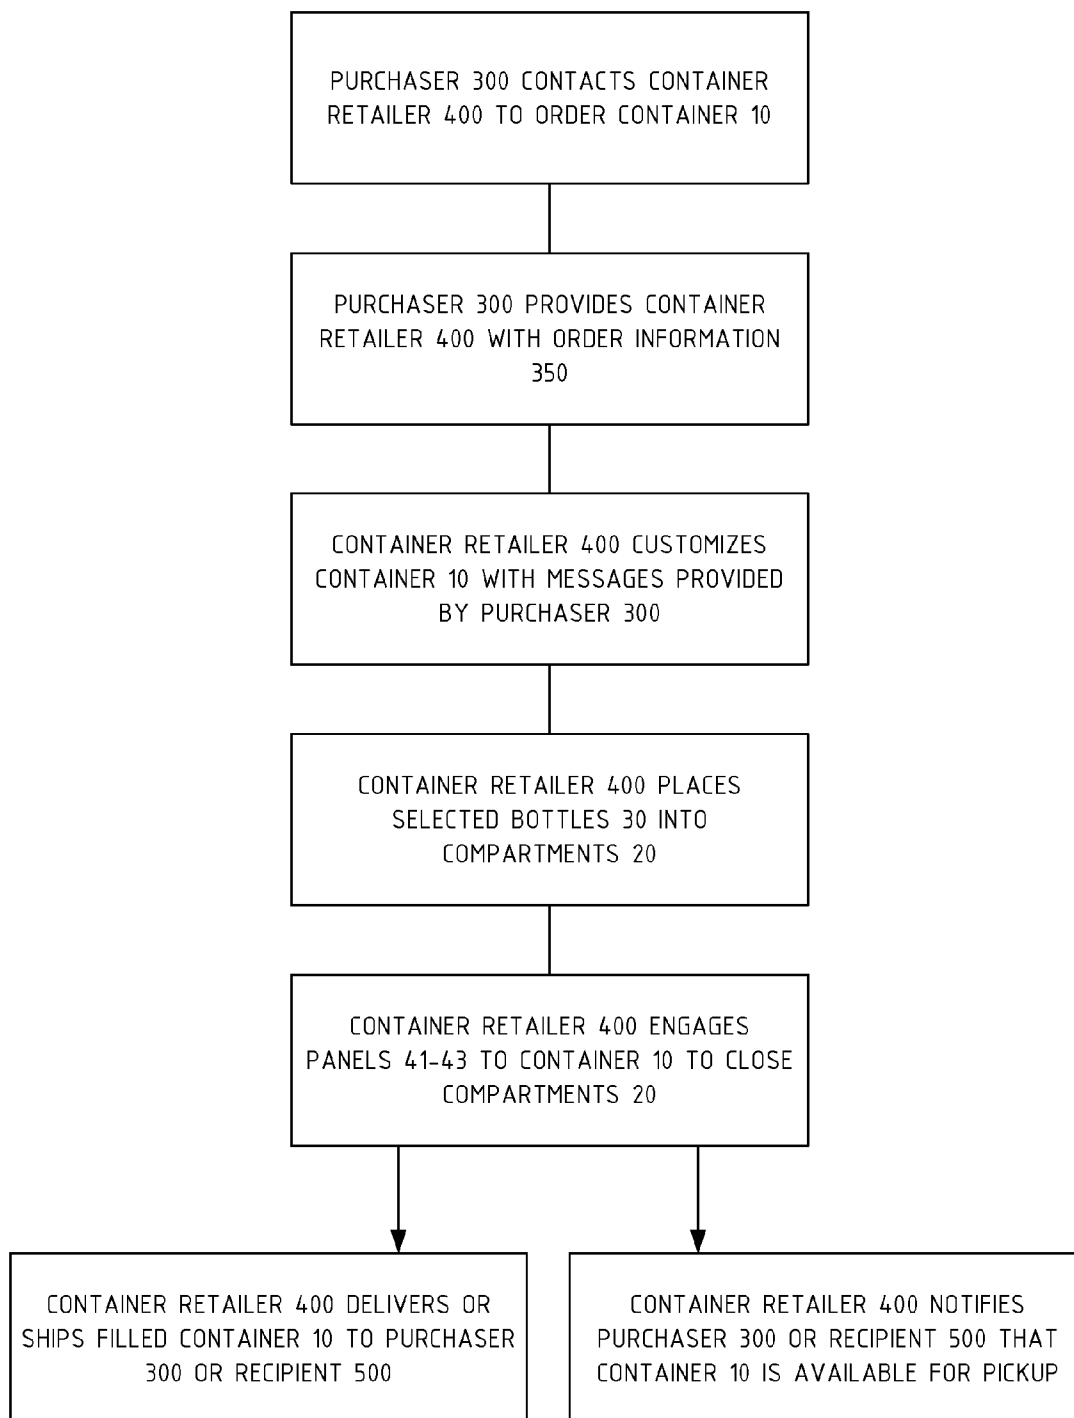 PURCHASER 300 CONTACTS CONTAINER
RETAILER 400 TO ORDER CONTAINER 10
PURCHASER 300 PROVIDES CONTAINER
RETAILER 400 WITH ORDER INFORMATION
350
CONTAINER RETAILER 400 CUSTOMIZES
CONTAINER 10 WITH MESSAGES PROVIDED
BY PURCHASER 300
CONTAINER RETAILER 400 PLACES
SELECTED BOTTLES 30 INTO
COMPARTMENTS 20
CONTAINER RETAILER 400 ENGAGES
PANELS 41-43 TO CONTAINER 10 TO CLOSE
COMPARTMENTS 20
CONTAINER RETAILER 400 DELIVERS OR
SHIPS FILLED CONTAINER 10 TO PURCHASER
300 OR RECIPIENT 500
CONTAINER RETAILER 400 NOTIFIES
PURCHASER 300 OR RECIPIENT 500 THAT
CONTAINER 10 IS AVAILABLE FOR PICKUP